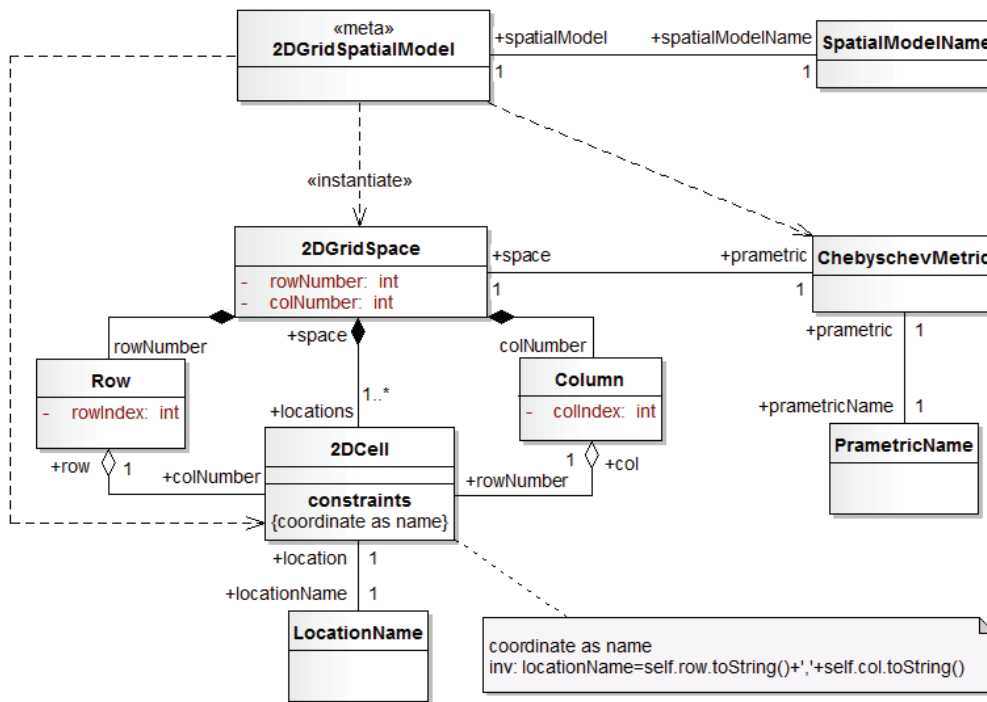 «meta»
2DGridSpatialModel
+spatialModel
+spatialModelName
1
1
SpatialModelName
«instantiate»
2DGridSpace
- rowNumber: int
- colNumber: int
+space
+prametric
1
1
ChebyschevMetric
+prametric
1
+prametricName
1
PrametricName
rowNumber
+space
colNumber
Row
- rowIndex: int
1..*
+locations
Column
- colIndex: int
+row
1
+colNumber
2DCell
constraints
{coordinate as name}
1
+col
+rowNumber
+location
1
+locationName
1
LocationName
coordinate as name
inv: locationName=self.row.toString()+','+self.col.toString()